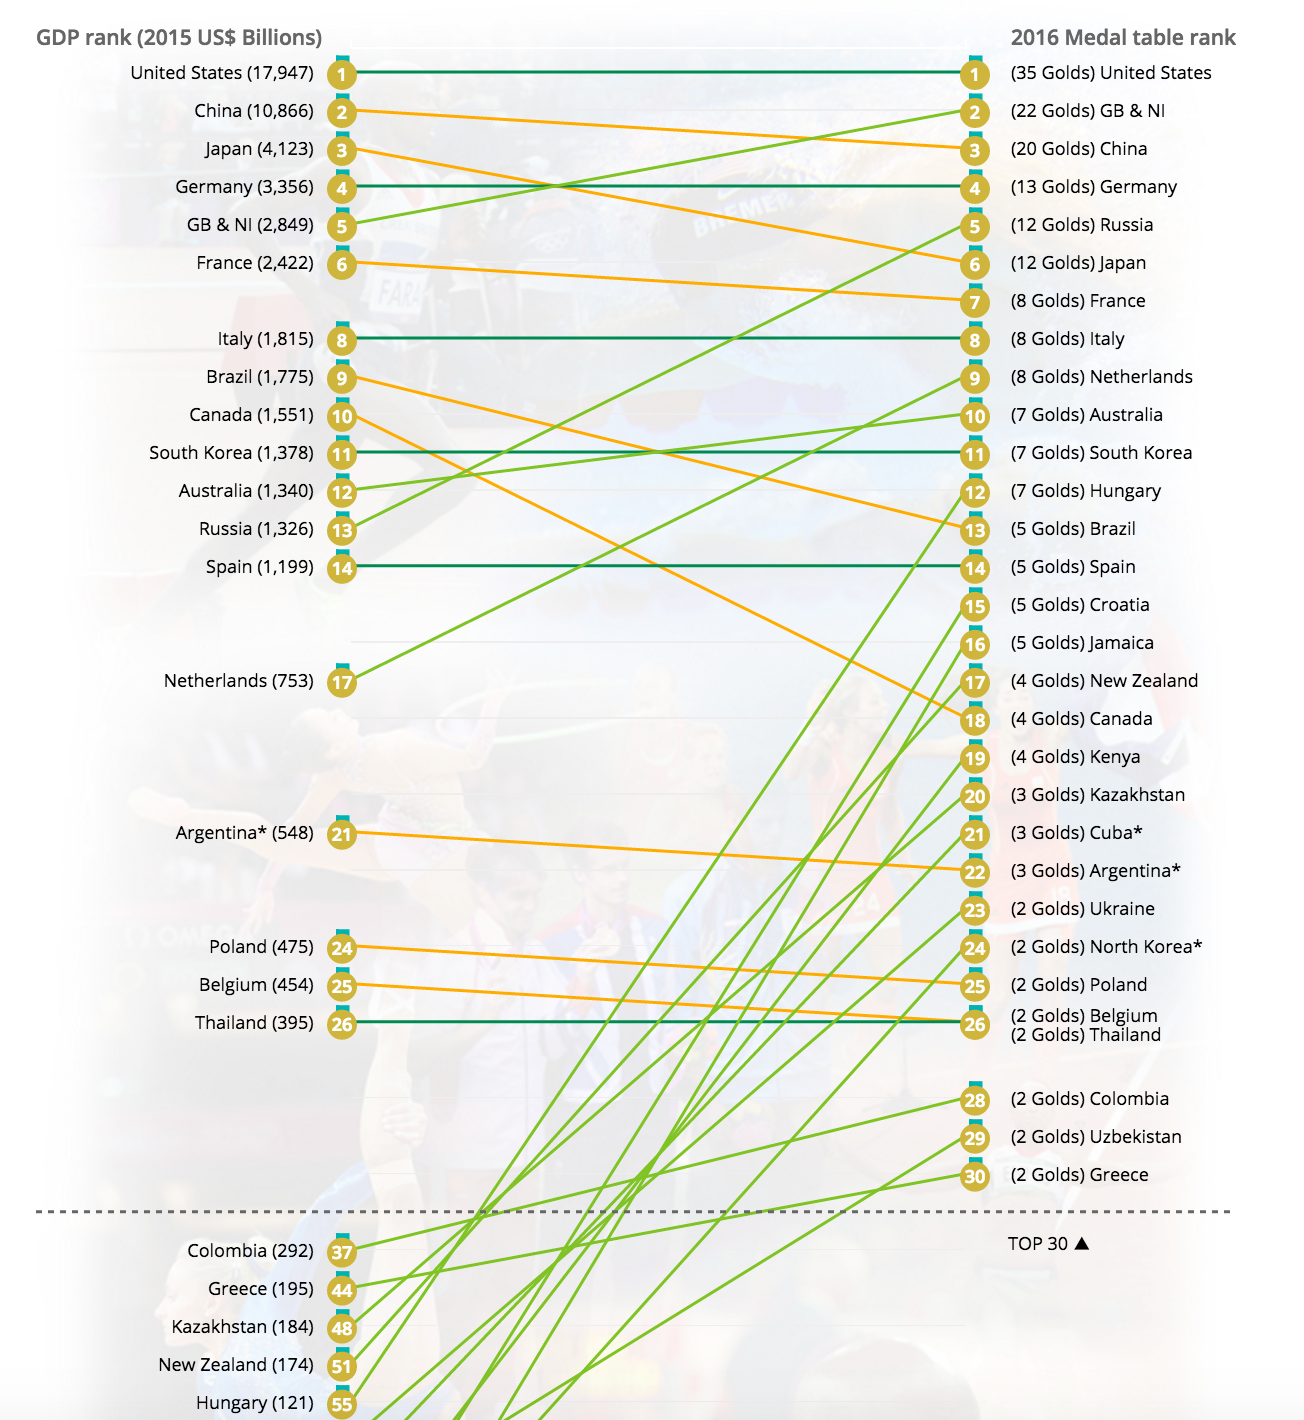 GDP rank (2015 US$ Billions)
2016 Medal table rank
United States (17,947) 1
1 (35 Golds) United States
China (10,866) 2
2 (22 Golds) GB & NI
Japan (4,123) 3
3 (20 Golds) China
Germany (3,356) 4
4 (13 Golds) Germany
GB & NI (2,849) 5
5 (12 Golds) Russia
France (2,422) 6
6 (12 Golds) Japan
7 (8 Golds) France
Italy (1,815) 8
8 (8 Golds) Italy
Brazil (1,775) 9
9 (8 Golds) Netherlands
Canada (1,551) 10
10 (7 Golds) Australia
South Korea (1,378) 11
11 (7 Golds) South Korea
Australia (1,340) 12
12 (7 Golds) Hungary
Russia (1,326) 13
13 (5 Golds) Brazil
Spain (1,199) 14
14 (5 Golds) Spain
15 (5 Golds) Croatia
16 (5 Golds) Jamaica
Netherlands (753) 17
17 (4 Golds) New Zealand
18 (4 Golds) Canada
19 (4 Golds) Kenya
20 (3 Golds) Kazakhstan
Argentina* (548) 21
21 (3 Golds) Cuba*
22 (3 Golds) Argentina*
23 (2 Golds) Ukraine
Poland (475) 24
24 (2 Golds) North Korea*
Belgium (454) 25
25 (2 Golds) Poland
Thailand (395) 26
26 (2 Golds) Belgium
(2 Golds) Thailand
28 (2 Golds) Colombia
29 (2 Golds) Uzbekistan
30 (2 Golds) Greece
TOP 30 ▲
Colombia (292) 37
Greece (195) 44
Kazakhstan (184) 48
New Zealand (174) 51
Hungary (121) 55
BREMER
FARA